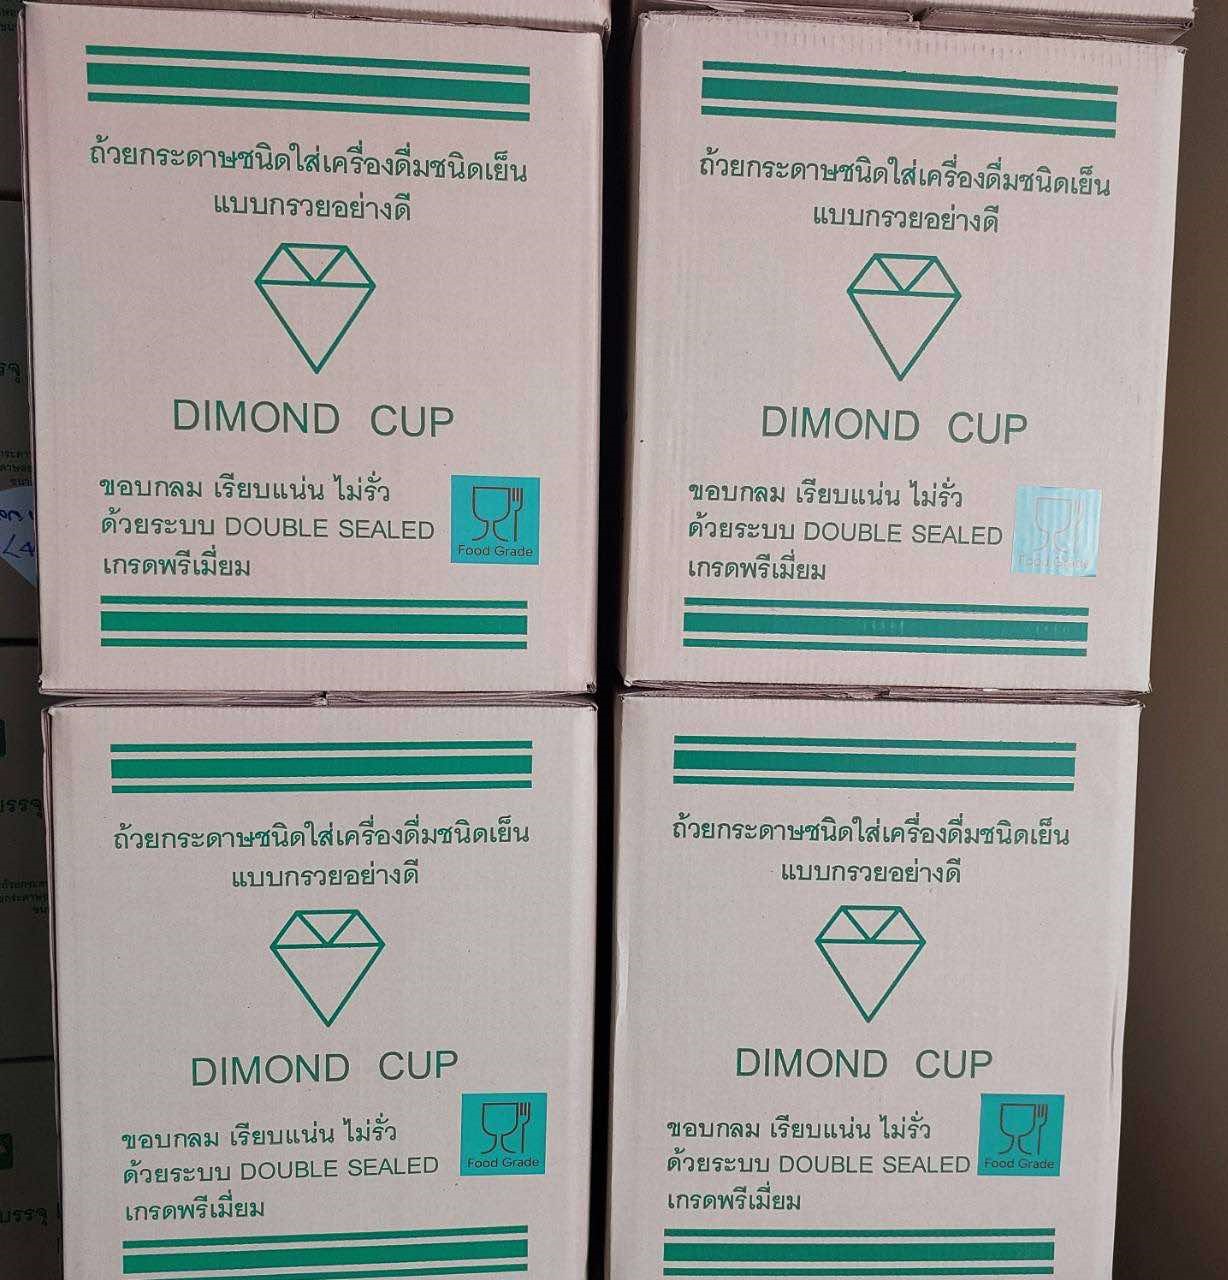 ถ้วยกระดาษชนิดใส่เครื่องดื่มชนิดเย็น
แบบกรวยอย่างดี
DIMOND CUP
ขอบกลม เรียบแน่น ไม่รั่ว
ด้วยระบบ DOUBLE SEALED
เกรดพรีเมี่ยม
Food Grade
ถ้วยกระดาษชนิดใส่เครื่องดื่มชนิดเย็น
แบบกรวยอย่างดี
DIMOND CUP
ขอบกลม เรียบแน่น ไม่รั่ว
ด้วยระบบ DOUBLE SEALED
เกรดพรีเมี่ยม
Food Grade
ถ้วยกระดาษชนิดใส่เครื่องดื่มชนิดเย็น
แบบกรวยอย่างดี
DIMOND CUP
ขอบกลม เรียบแน่น ไม่รั่ว
ด้วยระบบ DOUBLE SEALED
เกรดพรีเมี่ยม
Food Grade
ถ้วยกระดาษชนิดใส่เครื่องดื่มชนิดเย็น
แบบกรวยอย่างดี
DIMOND CUP
ขอบกลม เรียบแน่น ไม่รั่ว
ด้วยระบบ DOUBLE SEALED
เกรดพรีเมี่ยม
Food Grade